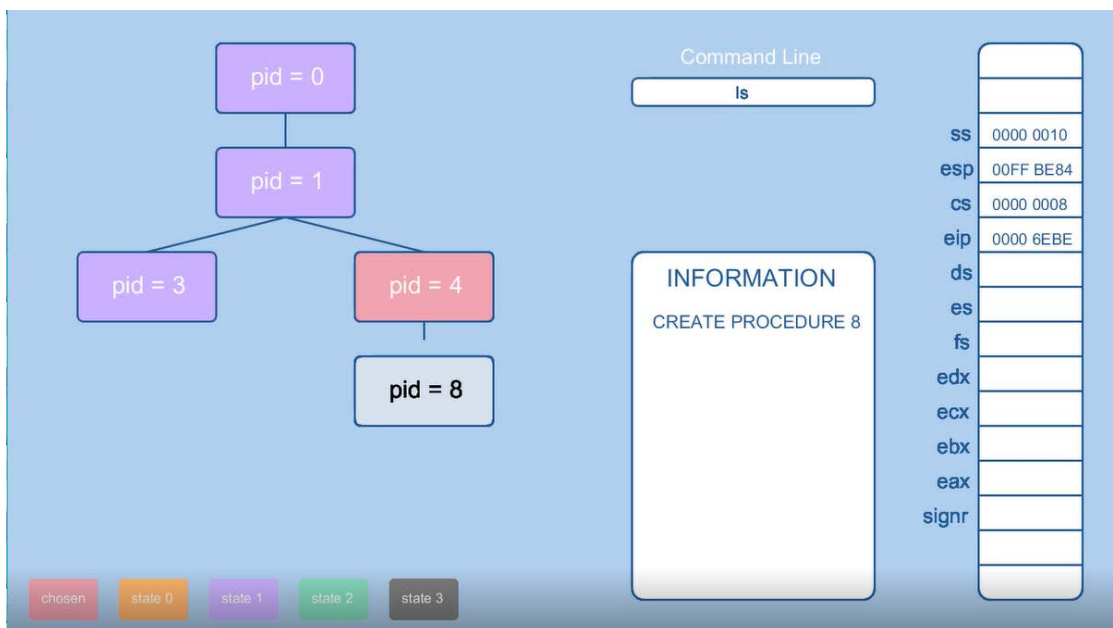 pid = 0
pid = 1
pid = 3
pid = 4
pid = 8
Command Line
ls
INFORMATION
CREATE PROCEDURE 8
ss 0000 0010
esp 00FF BE84
cs 0000 0008
eip 0000 6EBE
ds
es
fs
edx
ecx
ebx
eax
signr
chosen state 0 state 1 state 2 state 3